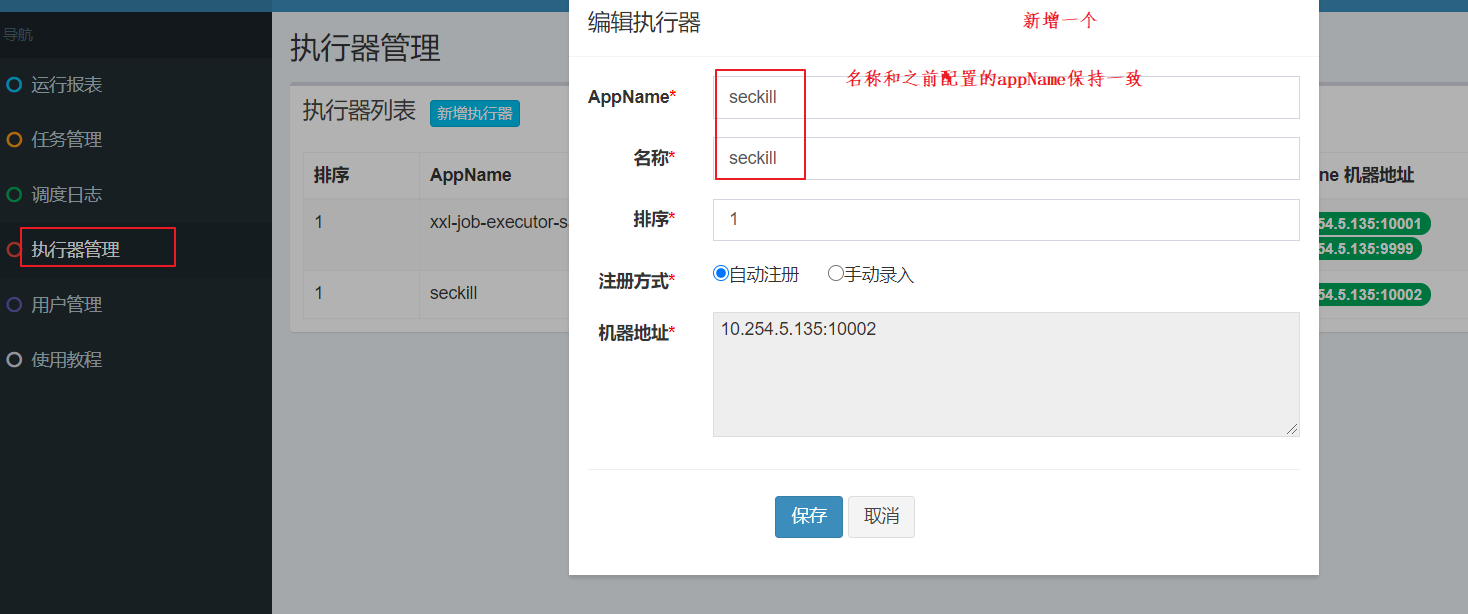 导航
运行报表
任务管理
调度日志
执行器管理
用户管理
使用教程
执行器管理
执行器列表 新增执行器
排序 AppName
1 xxl-job-executor-s
1 seckill
编辑执行器
新增一个
名称和之前配置的appName保持一致
AppName* seckill
名称* seckill
排序* 1
注册方式* 自动注册 手动录入
机器地址* 10.254.5.135:10002
保存 取消
ne 机器地址
54.5.135:10001
54.5.135:9999
54.5.135:10002